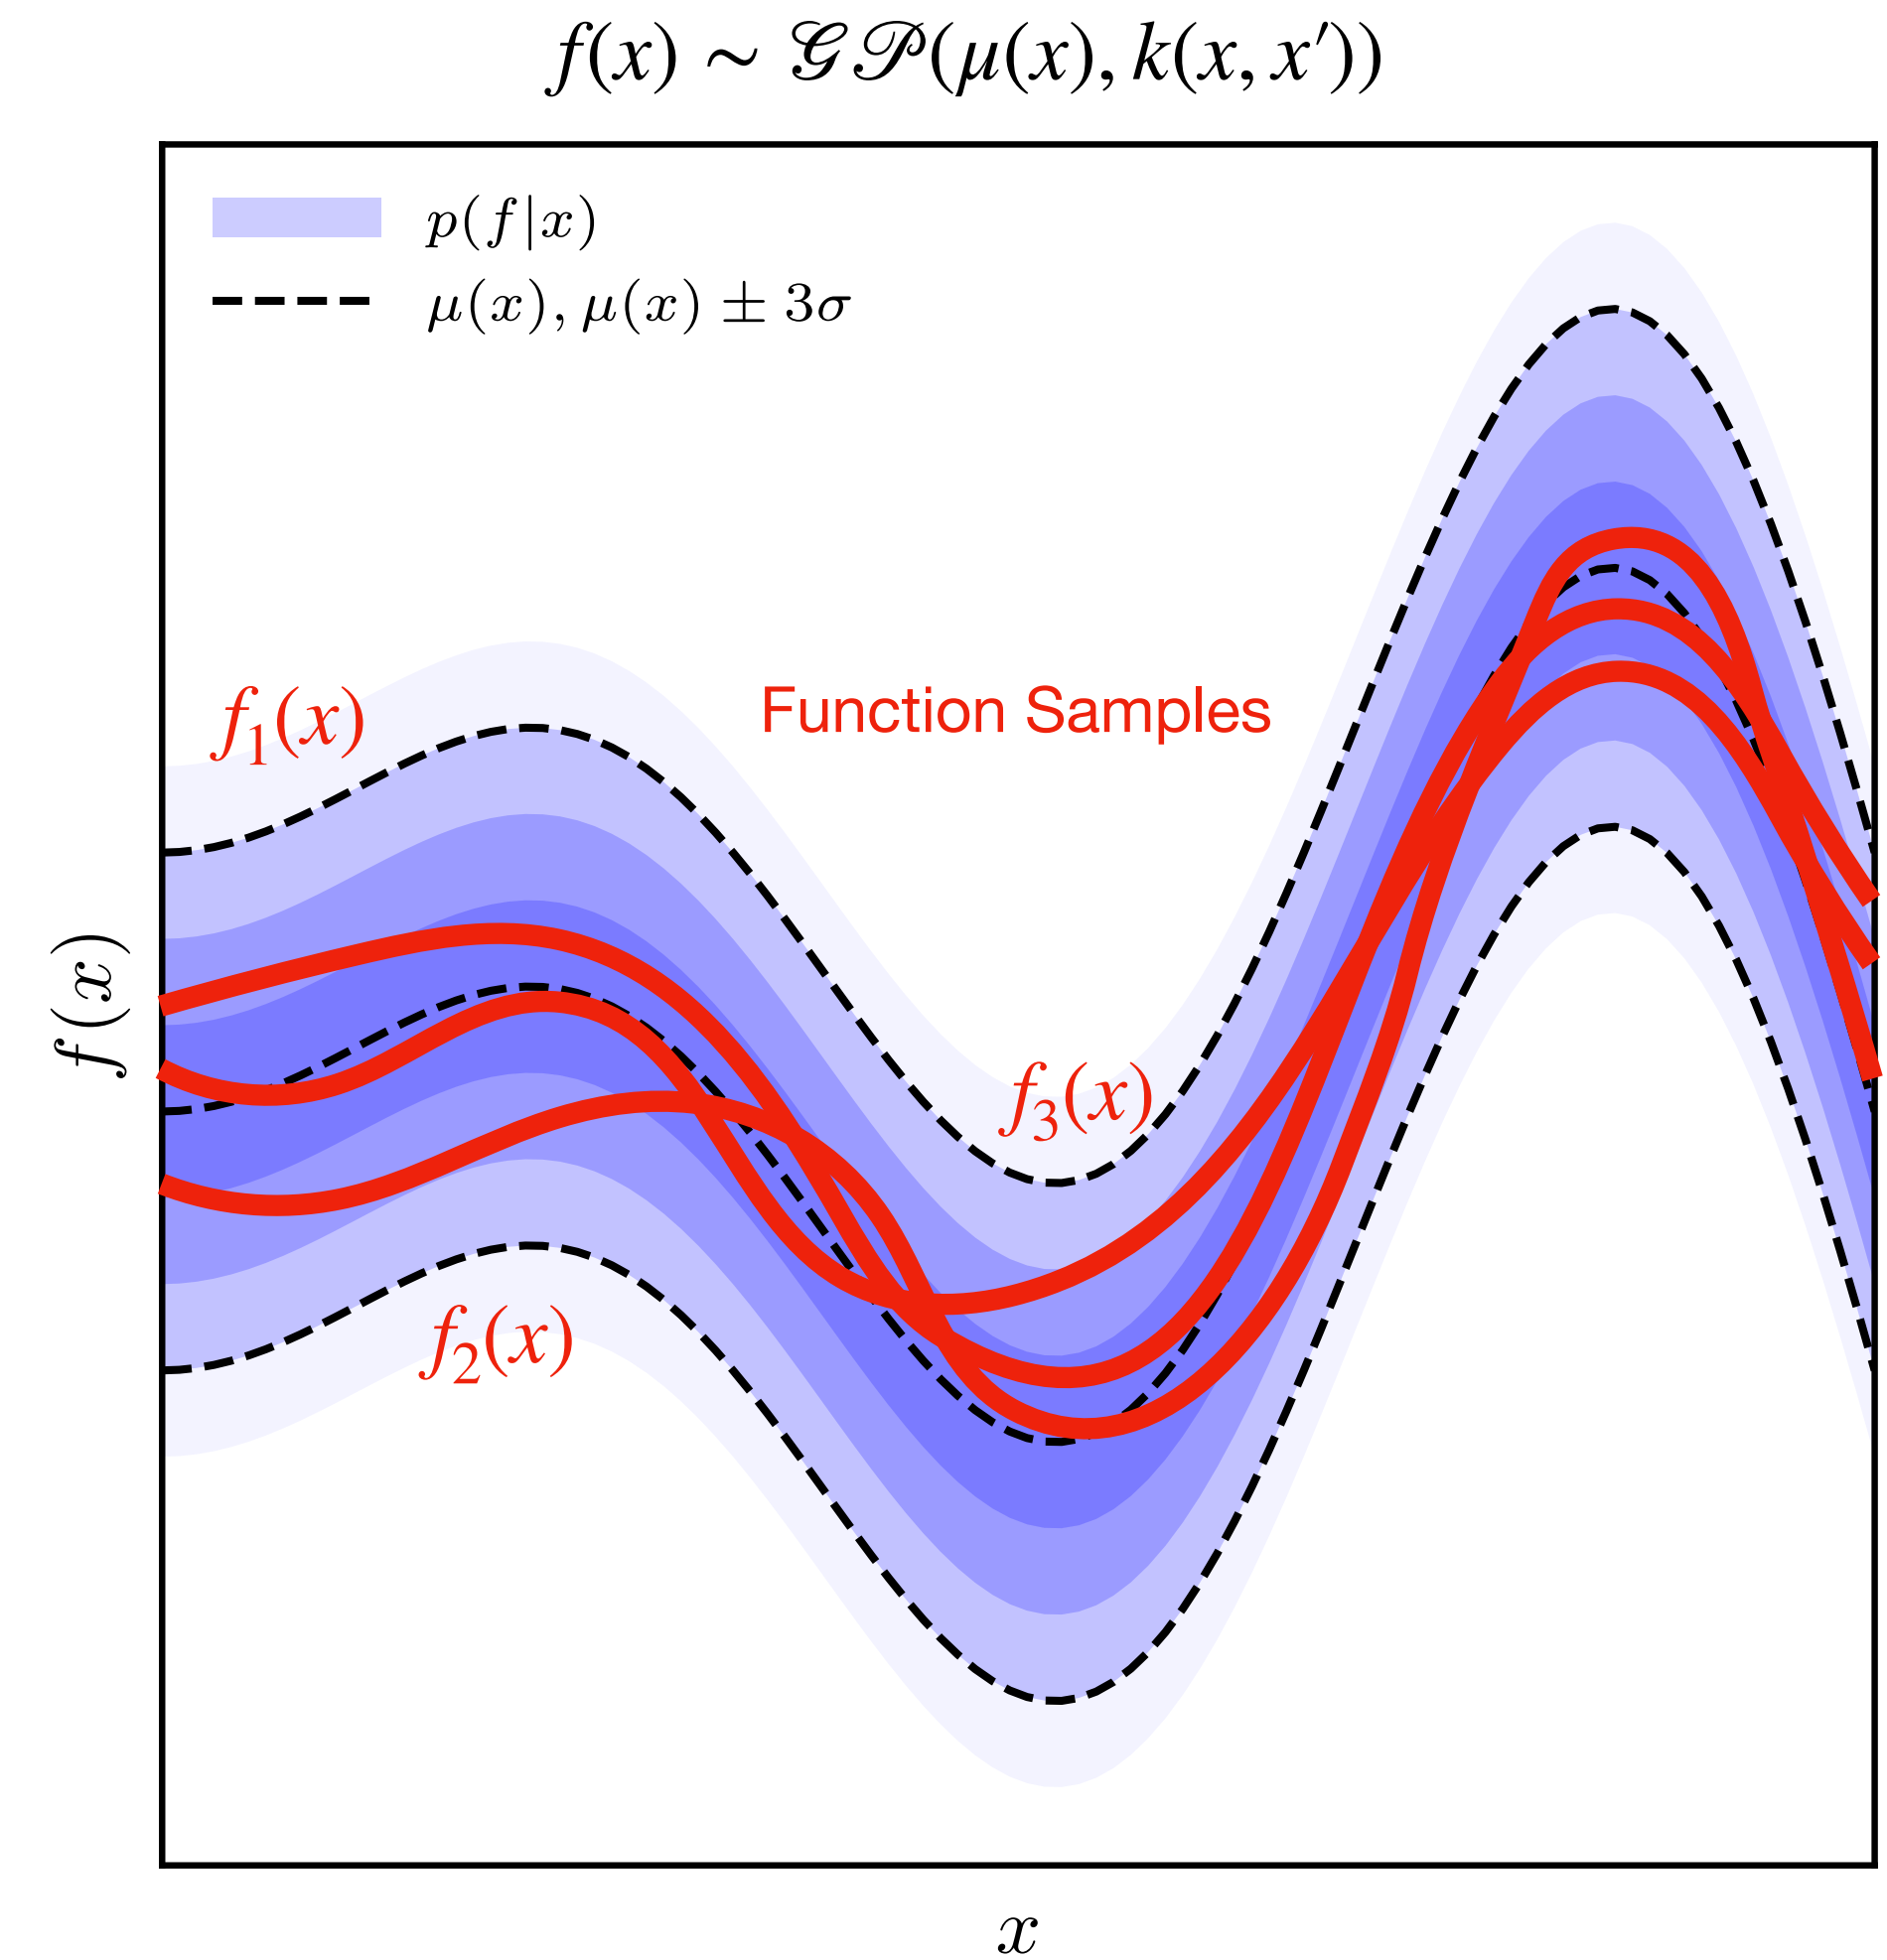 f(x) ~ 𝒢𝒫(μ(x), k(x, x′))
p(f|x)
μ(x), μ(x) ± 3σ
f₁(x)
Function Samples
f(x)
f₃(x)
f₂(x)
x